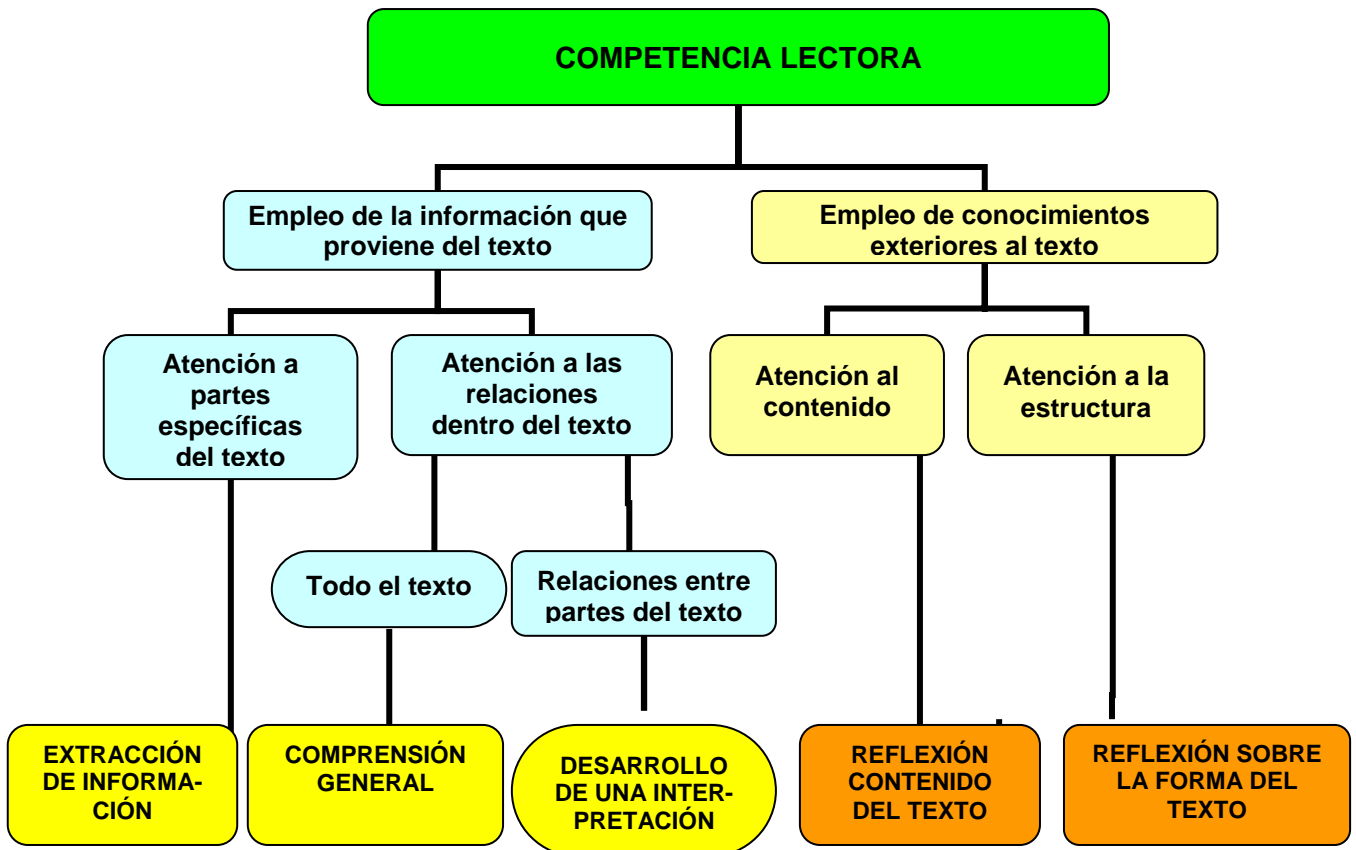 COMPETENCIA LECTORA
Empleo de la información que
proviene del texto
Empleo de conocimientos
exteriores al texto
Atención a
partes
específicas
del texto
Atención a las
relaciones
dentro del texto
Atención al
contenido
Atención a la
estructura
Todo el texto
Relaciones entre
partes del texto
EXTRACCIÓN
DE INFORMA-
CIÓN
COMPRENSIÓN
GENERAL
DESARROLLO
DE UNA INTER-
PRETACIÓN
REFLEXIÓN
CONTENIDO
DEL TEXTO
REFLEXIÓN SOBRE
LA FORMA DEL
TEXTO